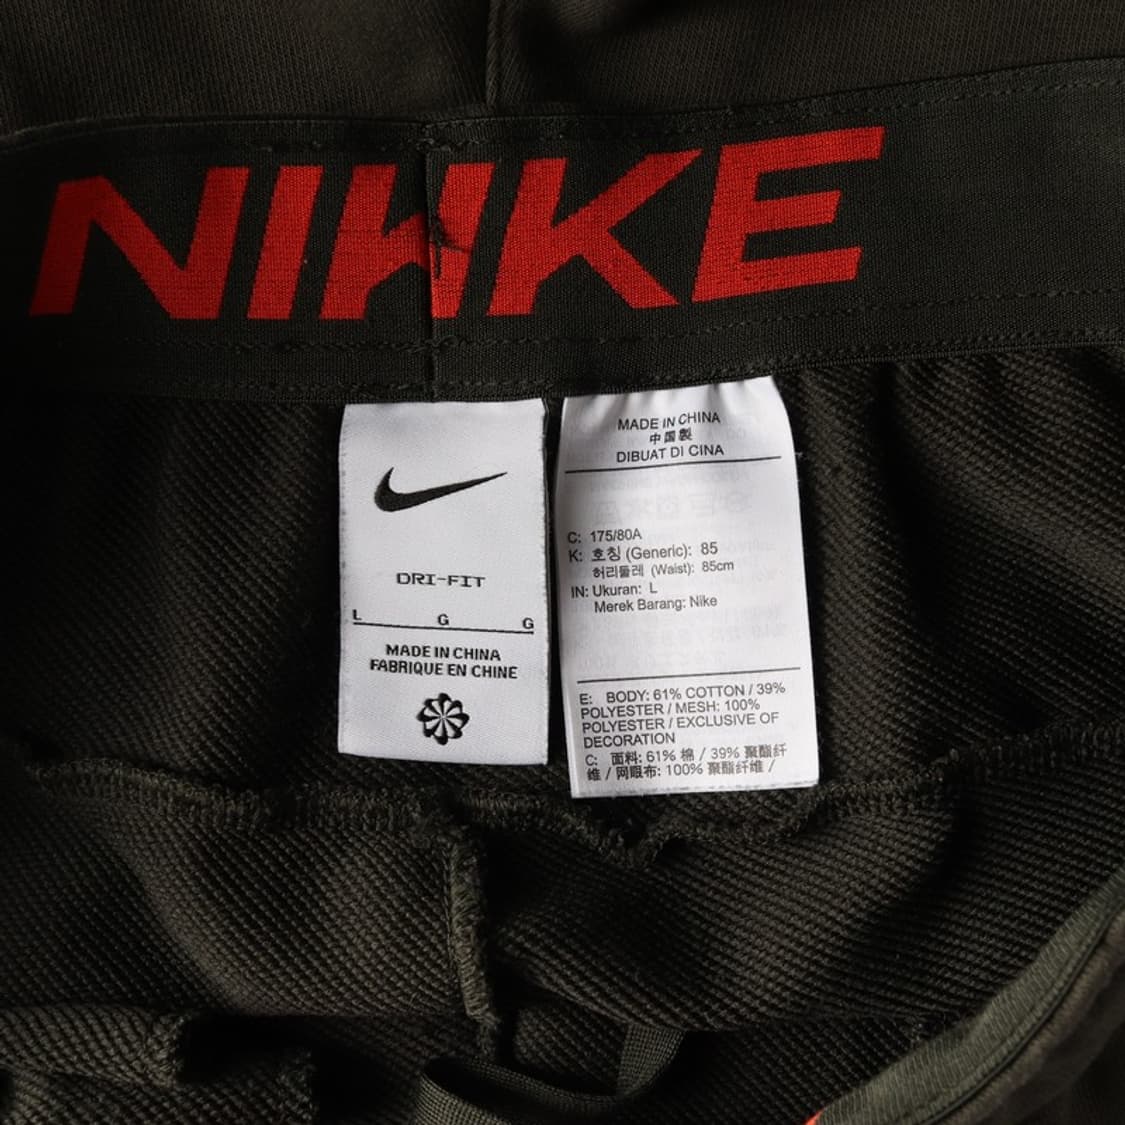 NIKKE
DRI-FIT
L G G
MADE IN CHINA
FABRIQUE EN CHINE
MADE IN CHINA
中国製
DIBUAT DI CINA
C: 175/80A
K: 호칭 (Generic): 85
허리둘레 (Waist): 85cm
IN: Ukuran: L
Merek Barang: Nike
E: BODY: 61% COTTON / 39%
POLYESTER / MESH: 100%
POLYESTER / EXCLUSIVE OF
DECORATION
C: 面料: 61% 棉 / 39% 聚酯纤
维 / 网眼布: 100% 聚酯纤维 /